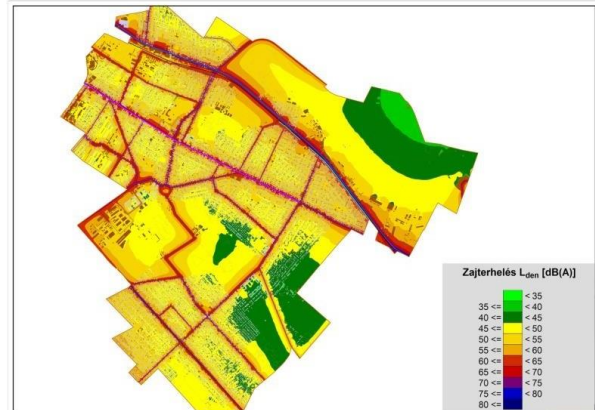 Zajterhelés Lden [dB(A)]
< 35
35 <= < 40
40 <= < 45
45 <= < 50
50 <= < 55
55 <= < 60
60 <= < 65
65 <= < 70
70 <= < 75
75 <= < 80
80 <=